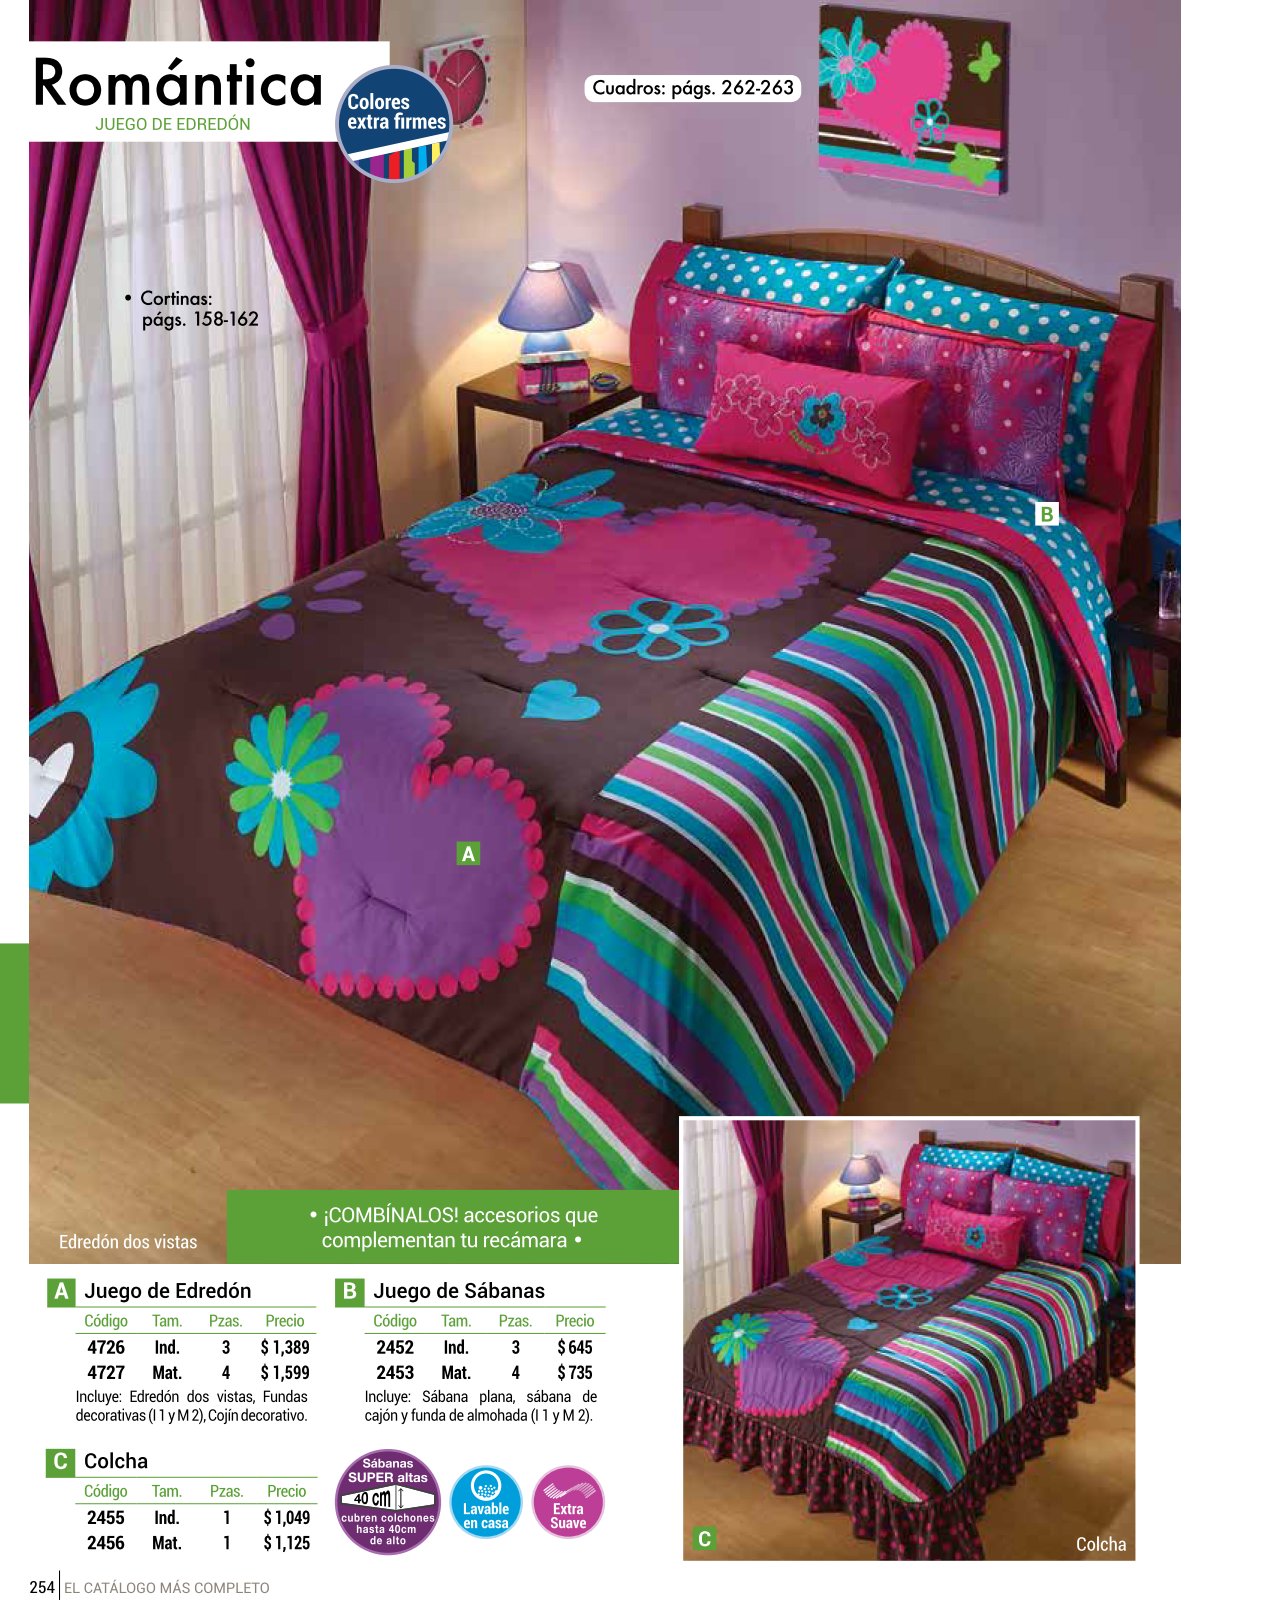 Romántica
JUEGO DE EDREDÓN
Colores
extra firmes
Cuadros: págs. 262-263
• Cortinas:
págs. 158-162
B
A
Edredón dos vistas
• ¡COMBÍNALOS! accesorios que
complementan tu recámara •
A Juego de Edredón
Código Tam. Pzas. Precio
4726 Ind. 3 $ 1,389
4727 Mat. 4 $ 1,599
Incluye: Edredón dos vistas, Fundas
decorativas (I 1 y M 2), Cojín decorativo.
B Juego de Sábanas
Código Tam. Pzas. Precio
2452 Ind. 3 $ 645
2453 Mat. 4 $ 735
Incluye: Sábana plana, sábana de
cajón y funda de almohada (I 1 y M 2).
C Colcha
Código Tam. Pzas. Precio
2455 Ind. 1 $ 1,049
2456 Mat. 1 $ 1,125
Sábanas
SUPER altas
40 cm
cubren colchones
hasta 40cm
de alto
Lavable
en casa
Extra
Suave
C
Colcha
254 EL CATÁLOGO MÁS COMPLETO